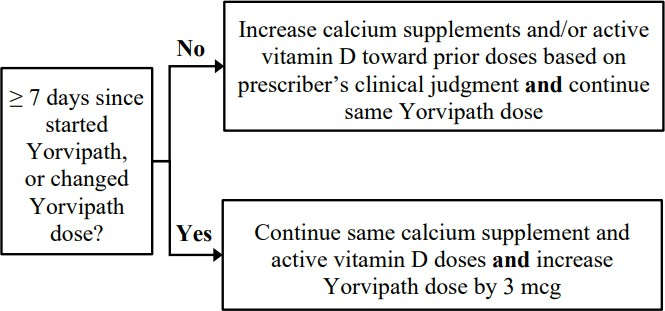 ≥ 7 days since
started
Yorvipath,
or changed
Yorvipath
dose?
No
Increase calcium supplements and/or active
vitamin D toward prior doses based on
prescriber’s clinical judgment and continue
same Yorvipath dose
Yes
Continue same calcium supplement and
active vitamin D doses and increase
Yorvipath dose by 3 mcg